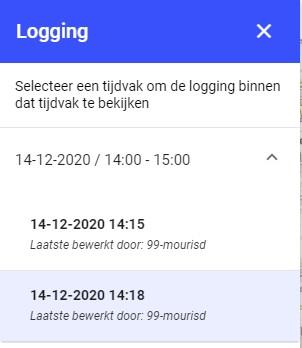 Logging
Selecteer een tijdvak om de logging binnen
dat tijdvak te bekijken
14-12-2020 / 14:00 - 15:00
14-12-2020 14:15
Laatste bewerkt door: 99-mourisd
14-12-2020 14:18
Laatste bewerkt door: 99-mourisd